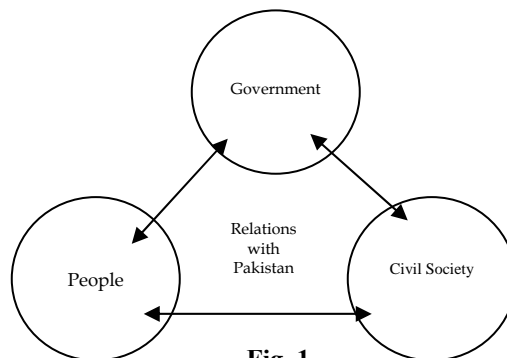 Government
Relations
with
Pakistan
People
Civil Society
Fig. 1